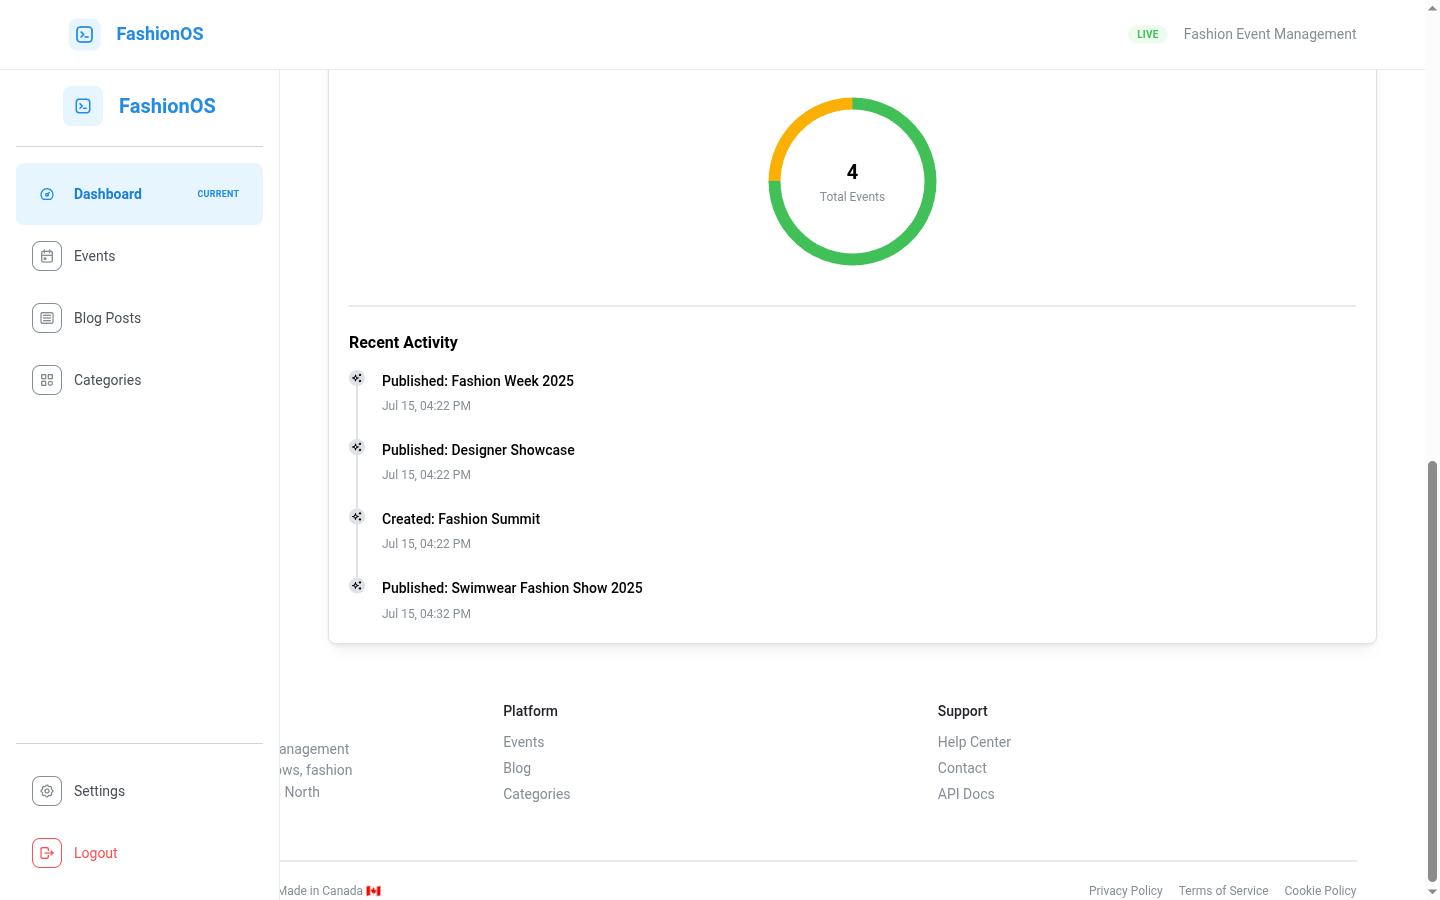 FashionOS
LIVE
Fashion Event Management
FashionOS
Dashboard
CURRENT
Events
Blog Posts
Categories
Settings
Logout
4
Total Events
Recent Activity
Published: Fashion Week 2025
Jul 15, 04:22 PM
Published: Designer Showcase
Jul 15, 04:22 PM
Created: Fashion Summit
Jul 15, 04:22 PM
Published: Swimwear Fashion Show 2025
Jul 15, 04:32 PM
anagement
ows, fashion
North
Platform
Events
Blog
Categories
Support
Help Center
Contact
API Docs
Made in Canada 🇨🇦
Privacy Policy
Terms of Service
Cookie Policy